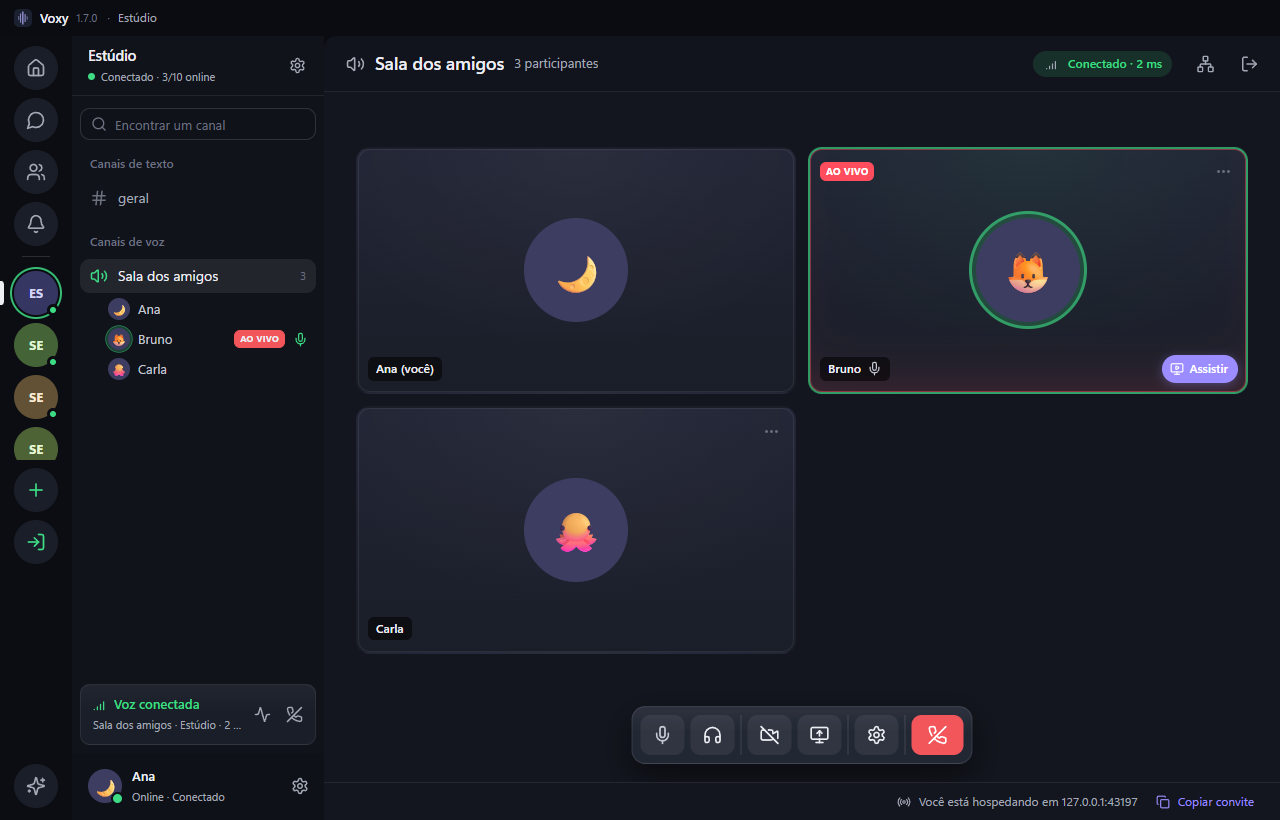 Voxy 1.7.0 · Estúdio
Estúdio
Conectado · 3/10 online
Encontrar um canal
Canais de texto
geral
Canais de voz
Sala dos amigos 3
Ana
Bruno AO VIVO
Carla
ES
SE
SE
SE
Voz conectada
Sala dos amigos · Estúdio · 2 ...
Ana
Online · Conectado
Sala dos amigos 3 participantes
Conectado · 2 ms
Ana (você)
AO VIVO
Bruno
Assistir
Carla
Você está hospedando em 127.0.0.1:43197
Copiar convite